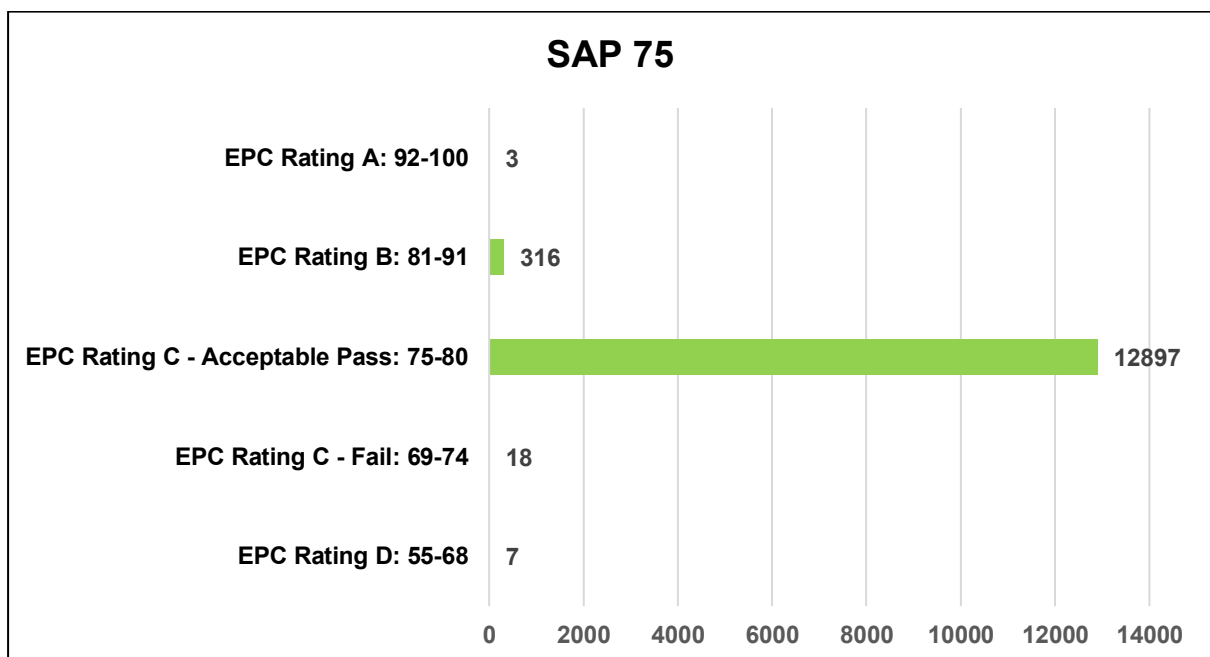 SAP 75
EPC Rating A: 92-100
3
EPC Rating B: 81-91
316
EPC Rating C - Acceptable Pass: 75-80
12897
EPC Rating C - Fail: 69-74
18
EPC Rating D: 55-68
7
0 2000 4000 6000 8000 10000 12000 14000